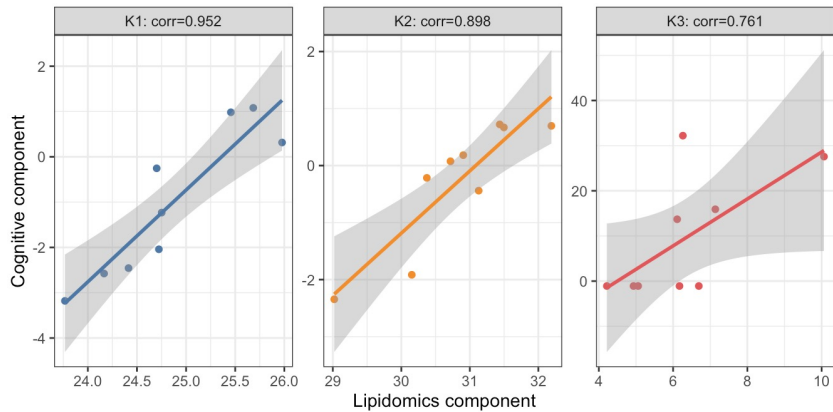 K1: corr=0.952
K2: corr=0.898
K3: corr=0.761
Cognitive component
2
0
-2
-4
24.0 24.5 25.0 25.5 26.0
2
0
-2
29 30 31 32
40
20
0
4 6 8 10
Lipidomics component